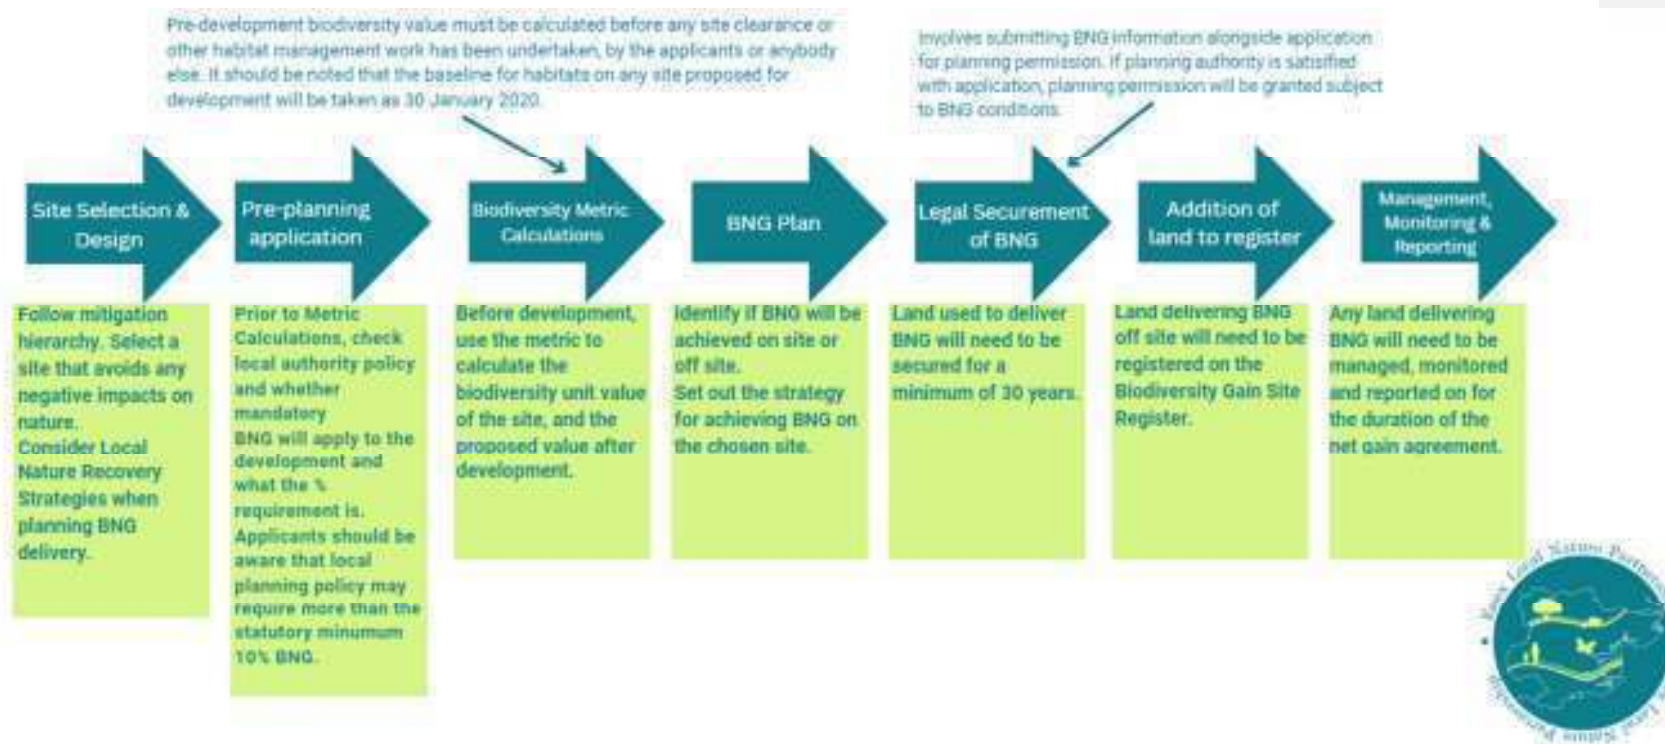 Pre-development biodiversity value must be calculated before any site clearance or
other habitat management work has been undertaken, by the applicants or anybody
else. It should be noted that the baseline for habitats on any site proposed for
development will be taken as 30 January 2020.
Involves submitting BNG information alongside application
for planning permission. If planning authority is satisified
with application, planning permission will be granted subject
to BNG conditions.
Site Selection &
Design
Pre-planning
application
Biodiversity Metric
Calculations
BNG Plan
Legal Securement
of BNG
Addition of
land to register
Management,
Monitoring &
Reporting
Follow mitigation
hierarchy. Select a
site that avoids any
negative impacts on
nature.
Consider Local
Nature Recovery
Strategies when
planning BNG
delivery.
Prior to Metric
Calculations, check
local authority policy
and whether
mandatory
BNG will apply to the
development and
what the %
requirement is.
Applicants should be
aware that local
planning policy may
require more than the
statutory minumum
10% BNG.
Before development,
use the metric to
calculate the
biodiversity unit value
of the site, and the
proposed value after
development.
Identify if BNG will be
achieved on site or
off site.
Set out the strategy
for achieving BNG on
the chosen site.
Land used to deliver
BNG will need to be
secured for a
minimum of 30 years.
Land delivering BNG
off site will need to be
registered on the
Biodiversity Gain Site
Register.
Any land delivering
BNG will need to be
managed, monitored
and reported on for
the duration of the
net gain agreement.
Local Nature
Local Nature Partnership